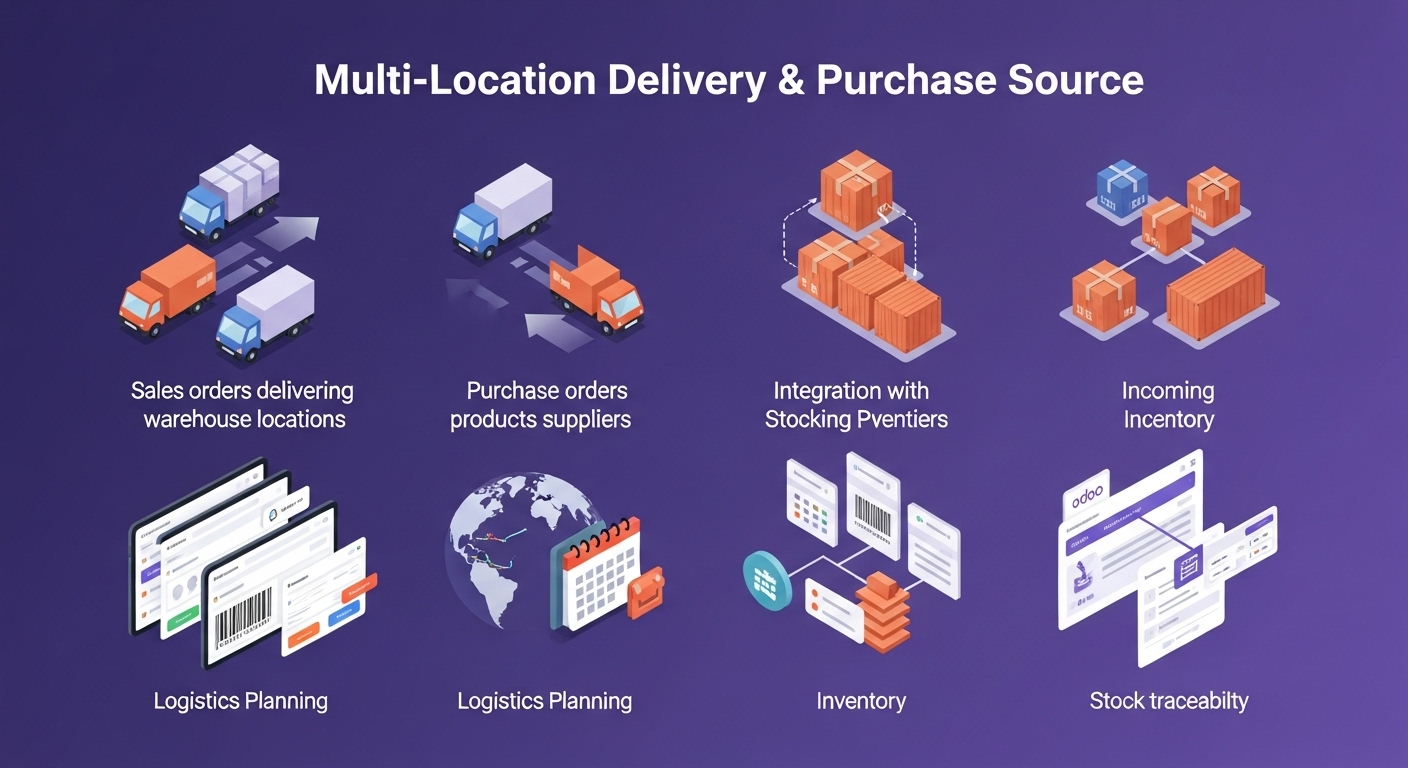 Multi-Location Delivery & Purchase Source
Sales orders delivering
warehouse locations
Purchase orders
products suppliers
Integration with
Stocking Pventiers
Incoming
Incentory
odoo
Logistics Planning
Logistics Planning
Inventory
Stock traceabilty